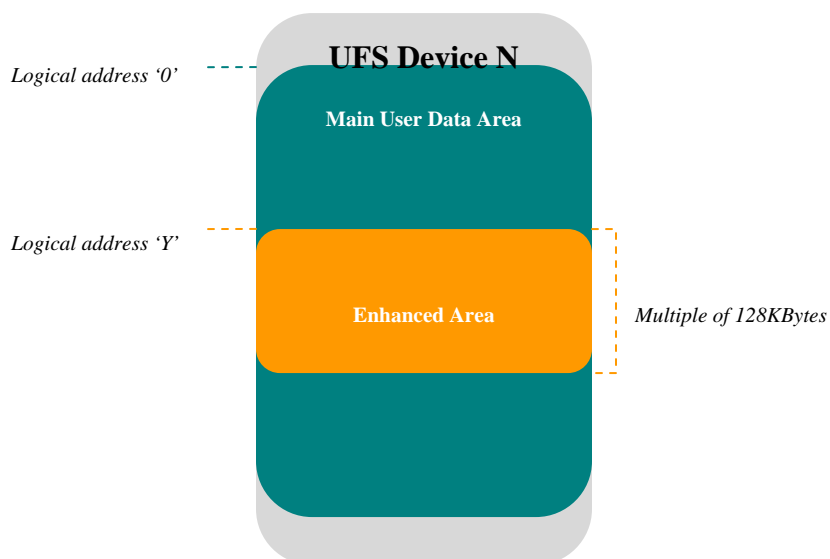 UFS Device N
Logical address ‘0’
Main User Data Area
Logical address ‘Y’
Enhanced Area
Multiple of 128KBytes